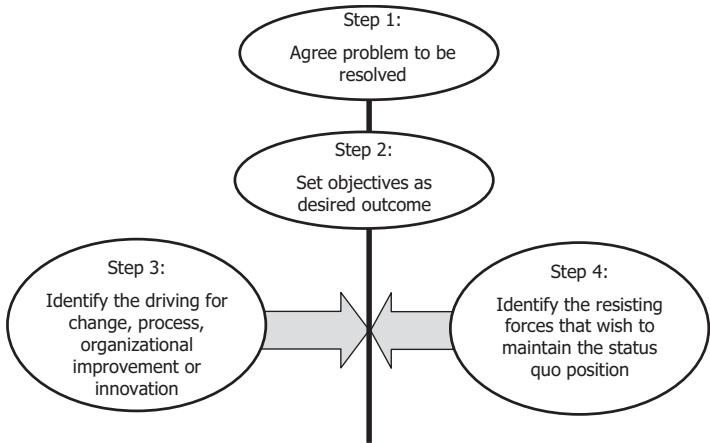 Step 1:
Agree problem to be
resolved
Step 2:
Set objectives as
desired outcome
Step 3:
Identify the driving for
change, process,
organizational
improvement or
innovation
Step 4:
Identify the resisting
forces that wish to
maintain the status
quo position